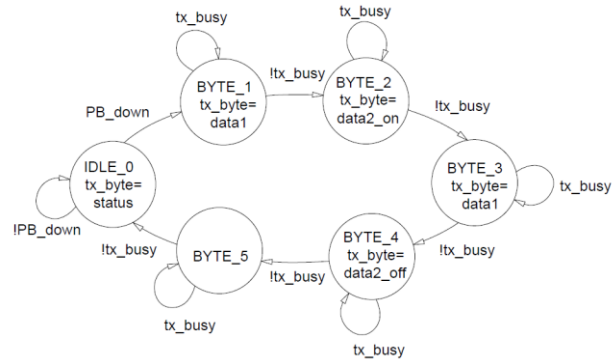 tx_busy
tx_busy
BYTE_1
tx_byte=
data1
!tx_busy
BYTE_2
tx_byte=
data2_on
!tx_busy
PB_down
IDLE_0
tx_byte=
status
!PB_down
BYTE_3
tx_byte=
data1
tx_busy
!tx_busy
BYTE_4
tx_byte=
data2_off
tx_busy
!tx_busy
BYTE_5
tx_busy
!tx_busy